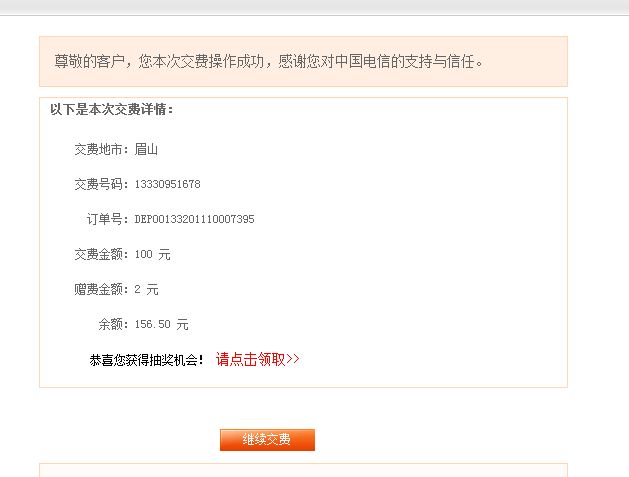 尊敬的客户，您本次交费操作成功，感谢您对中国电信的支持与信任。
以下是本次交费详情：
交费地市：眉山
交费号码：13330951678
订单号：DEP00133201110007395
交费金额：100 元
赠费金额：2 元
余额：156.50 元
恭喜您获得抽奖机会！ 请点击领取>>
继续交费